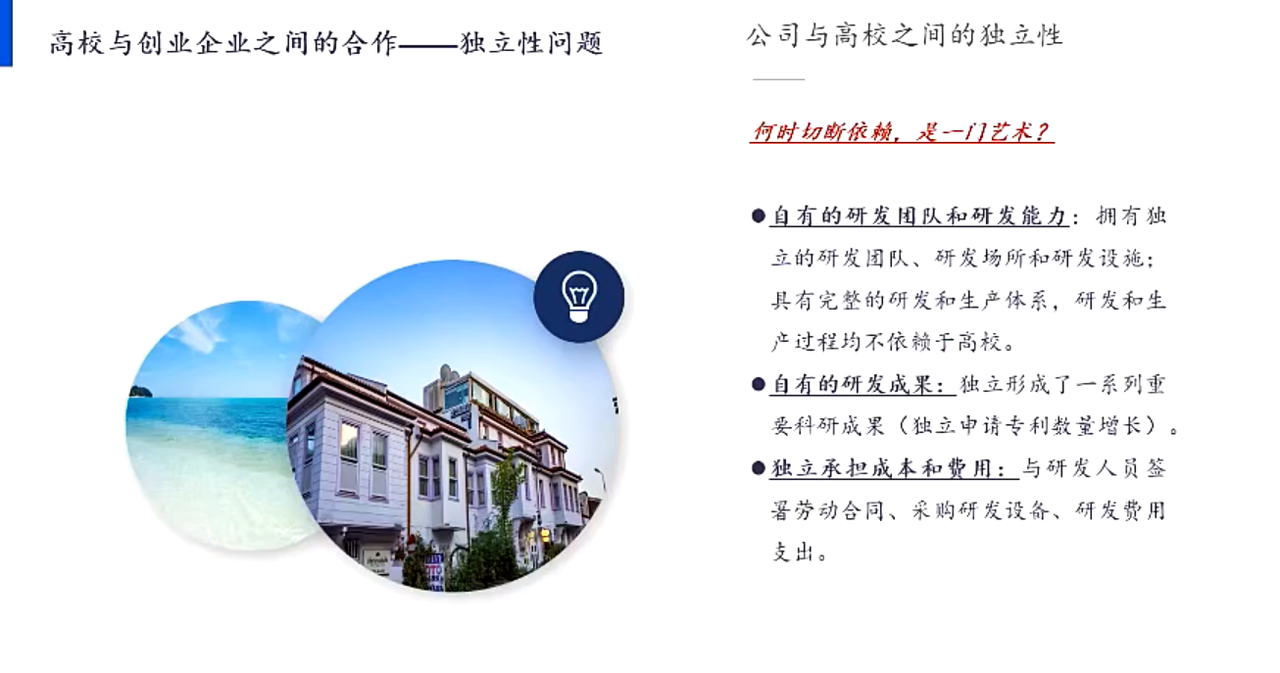 高校与创业企业之间的合作——独立性问题
公司与高校之间的独立性
何时切断依赖，是一门艺术？
●自有的研发团队和研发能力：拥有独
立的研发团队、研发场所和研发设施；
具有完整的研发和生产体系，研发和生
产过程均不依赖于高校。
●自有的研发成果：独立形成了一系列重
要科研成果（独立申请专利数量增长）。
●独立承担成本和费用：与研发人员签
署劳动合同、采购研发设备、研发费用
支出。